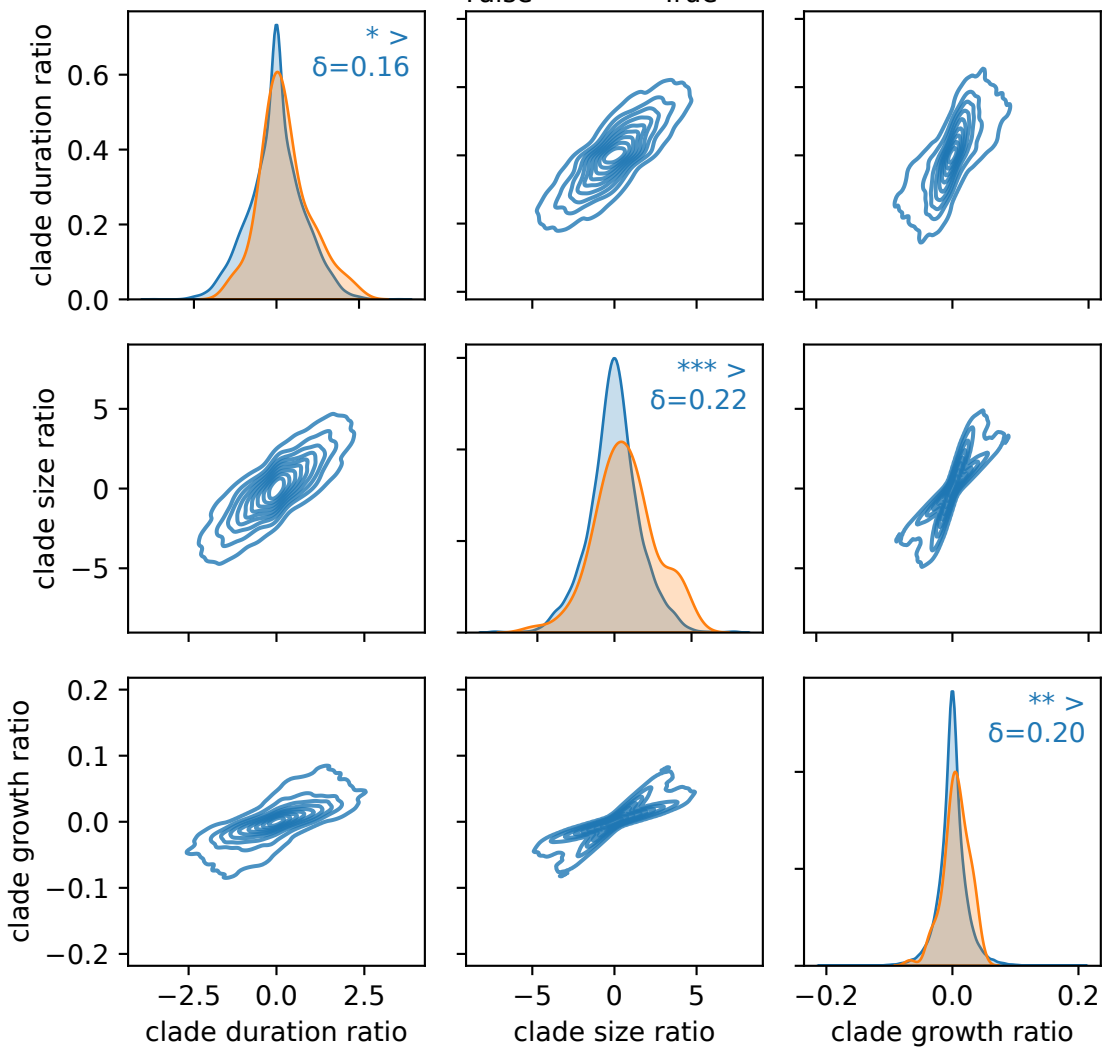 False True
clade duration ratio
0.6
0.4
0.2
0.0
* >
δ=0.16
clade size ratio
5
0
−5
*** >
δ=0.22
clade growth ratio
0.2
0.1
0.0
−0.1
−0.2
** >
δ=0.20
−2.5 0.0 2.5
−5 0 5
−0.2 0.0 0.2
clade duration ratio
clade size ratio
clade growth ratio